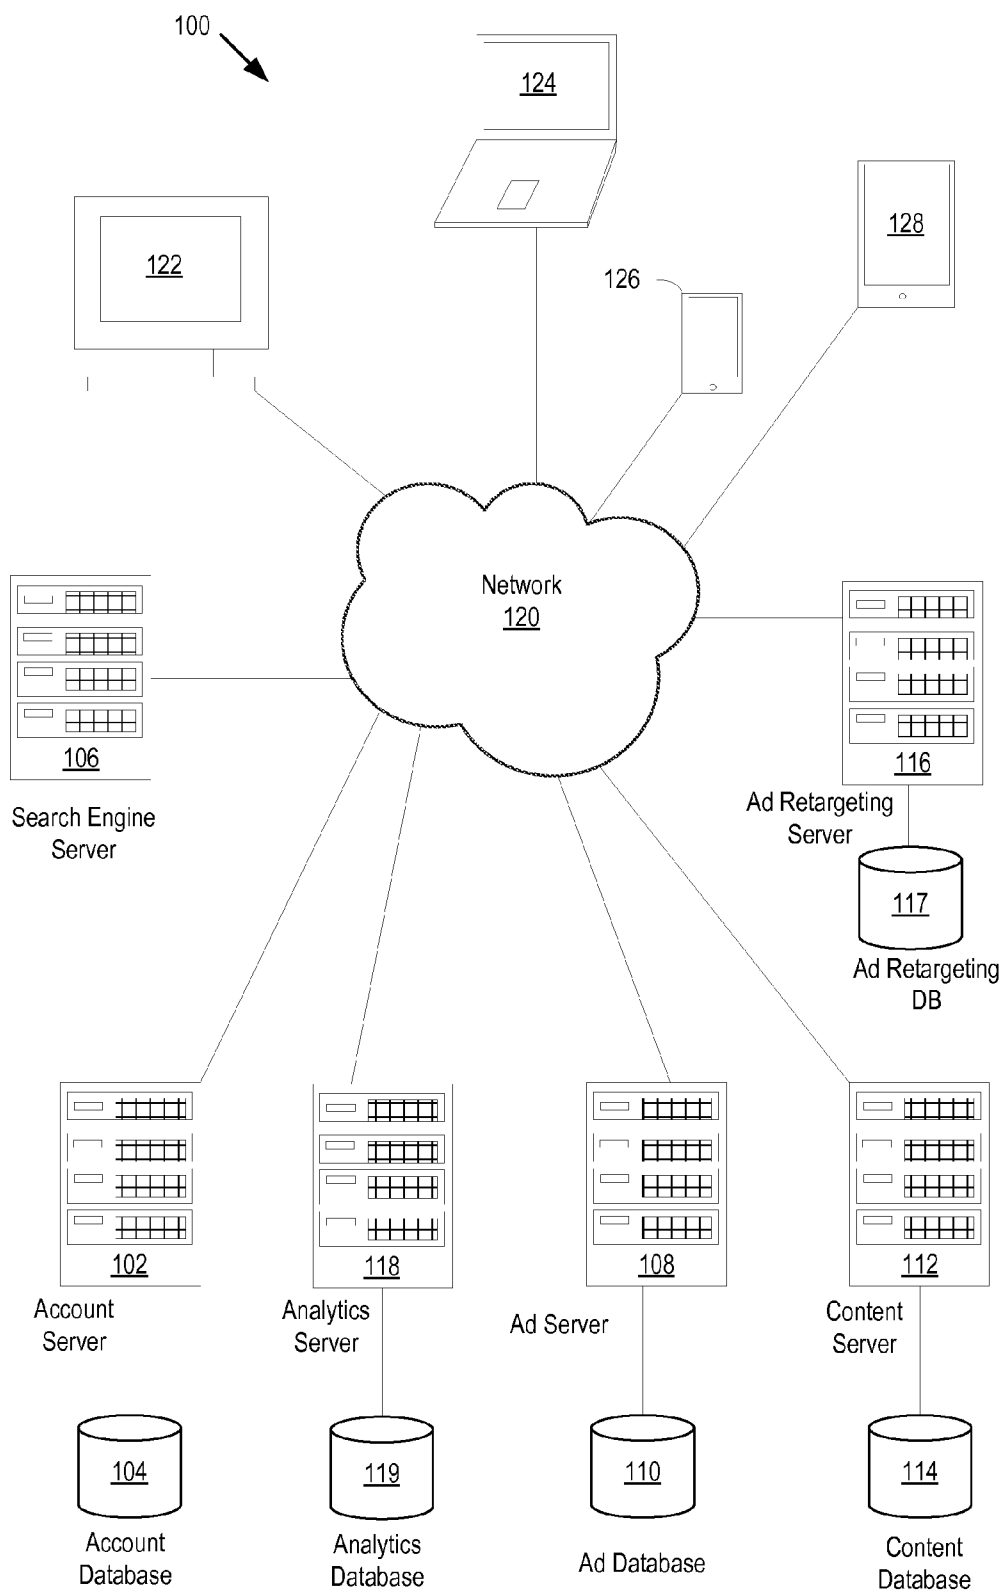 100
124
128
122
126
Network
120
106
Search Engine
Server
116
Ad Retargeting
Server
117
Ad Retargeting
DB
102
Account
Server
118
Analytics
Server
108
Ad Server
112
Content
Server
104
Account
Database
119
Analytics
Database
110
Ad Database
114
Content
Database